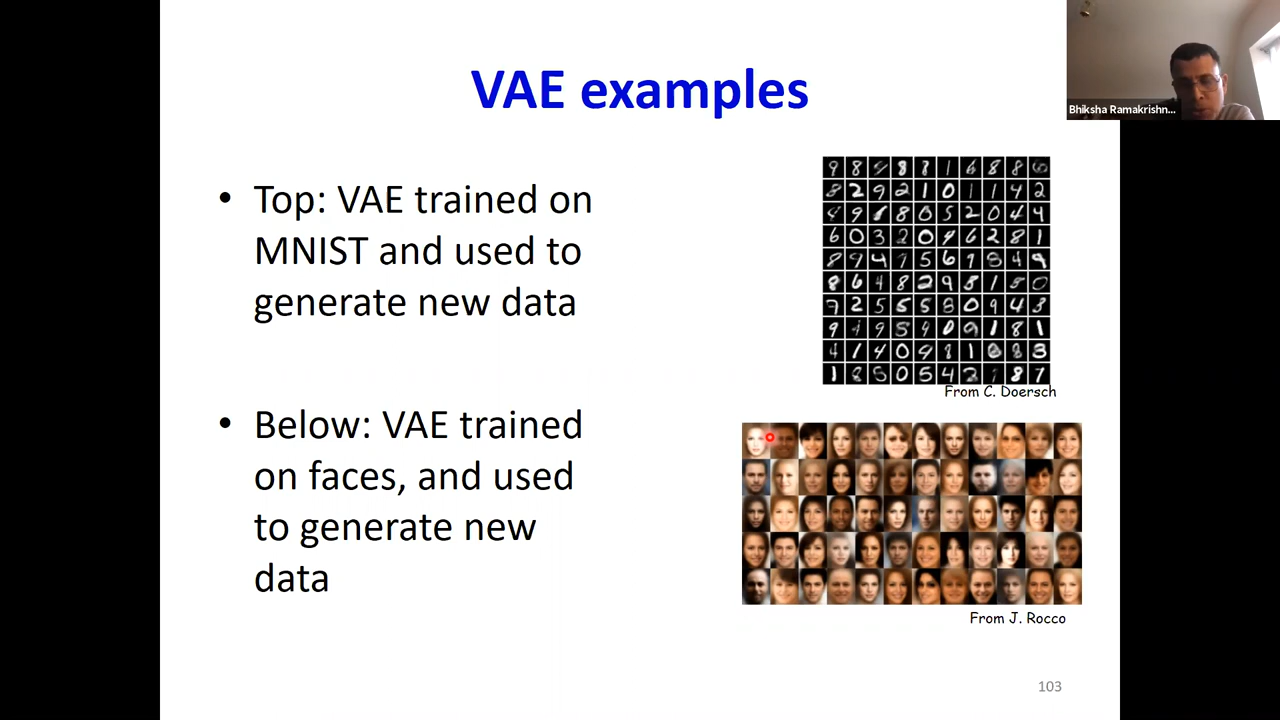 VAE examples
Bhiksha Ramakrishn...
• Top: VAE trained on
MNIST and used to
generate new data
From C. Doersch
• Below: VAE trained
on faces, and used
to generate new
data
From J. Rocco
103